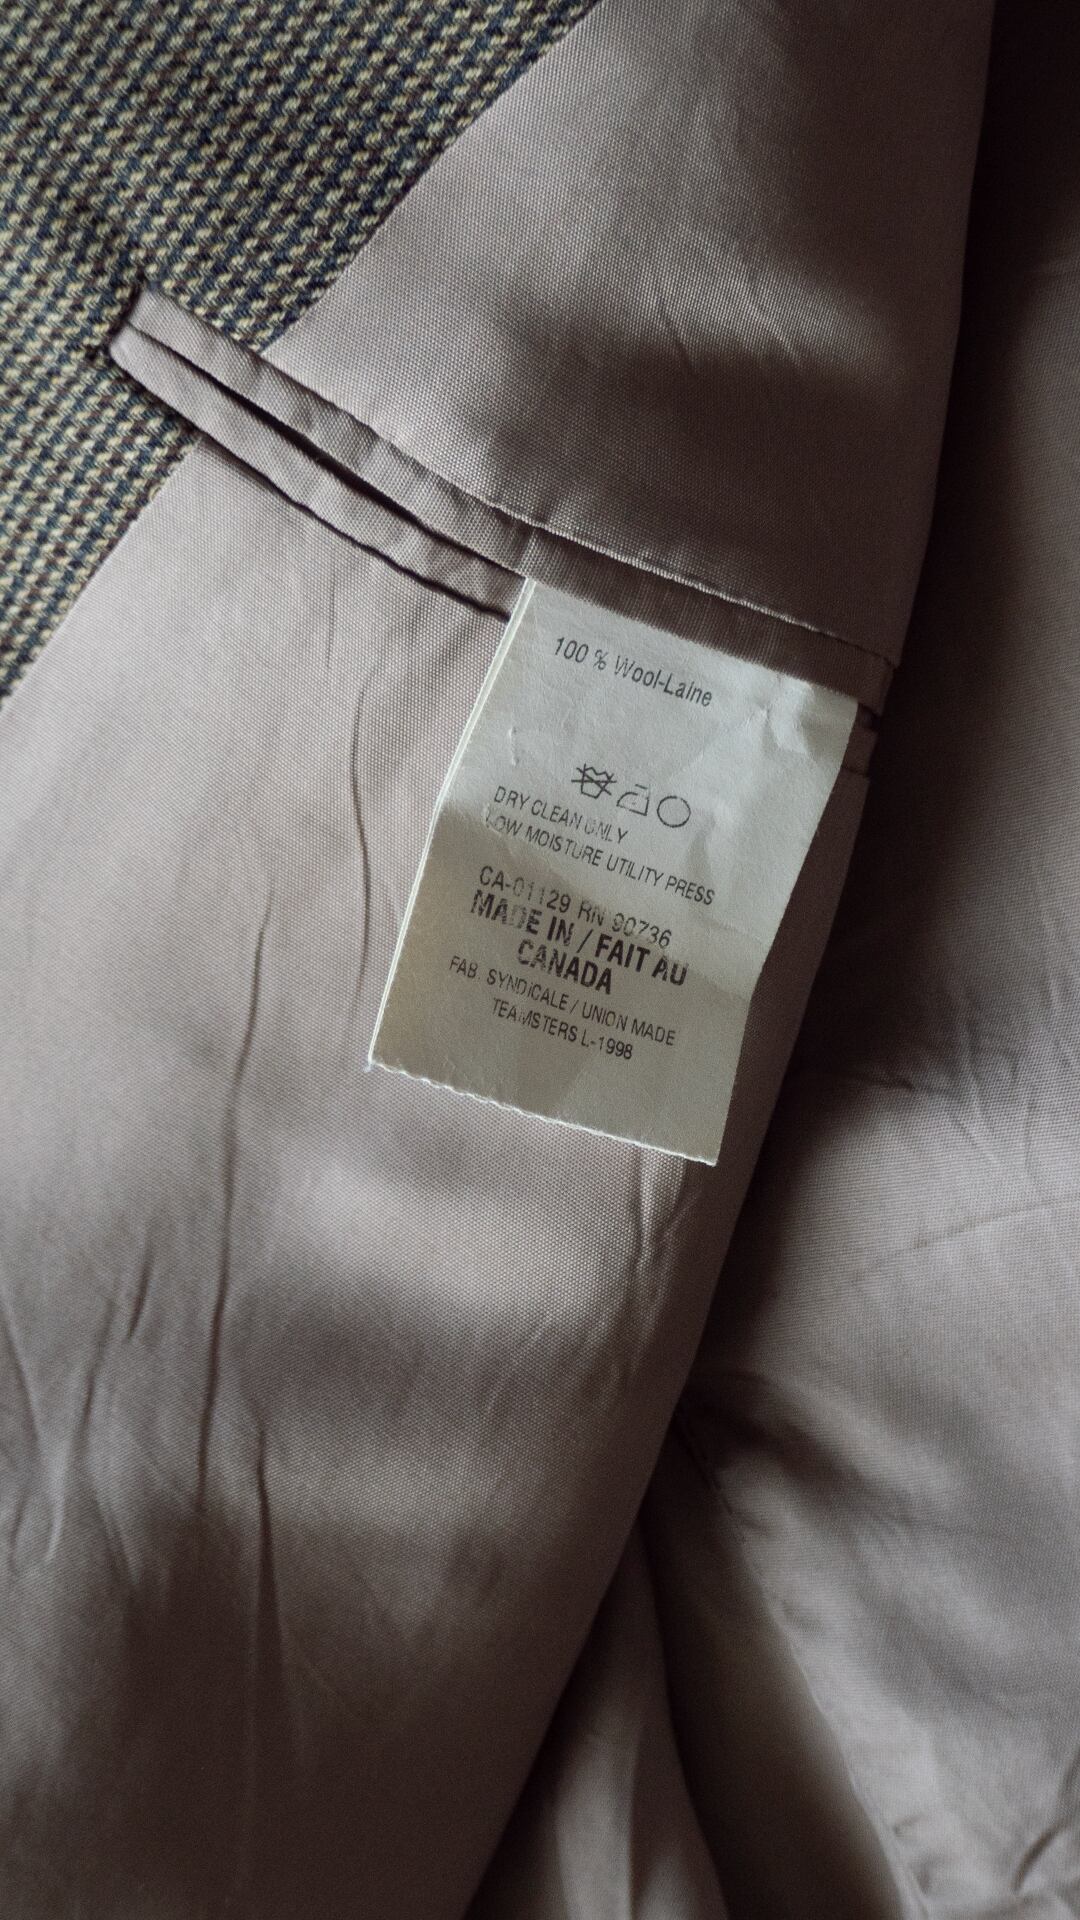 100 % Wool-Laine
DRY CLEAN ONLY
LOW MOISTURE UTILITY PRESS
CA-01129 RN 90736
MADE IN / FAIT AU
CANADA
FAB. SYNDICALE / UNION MADE
TEAMSTERS L-1998